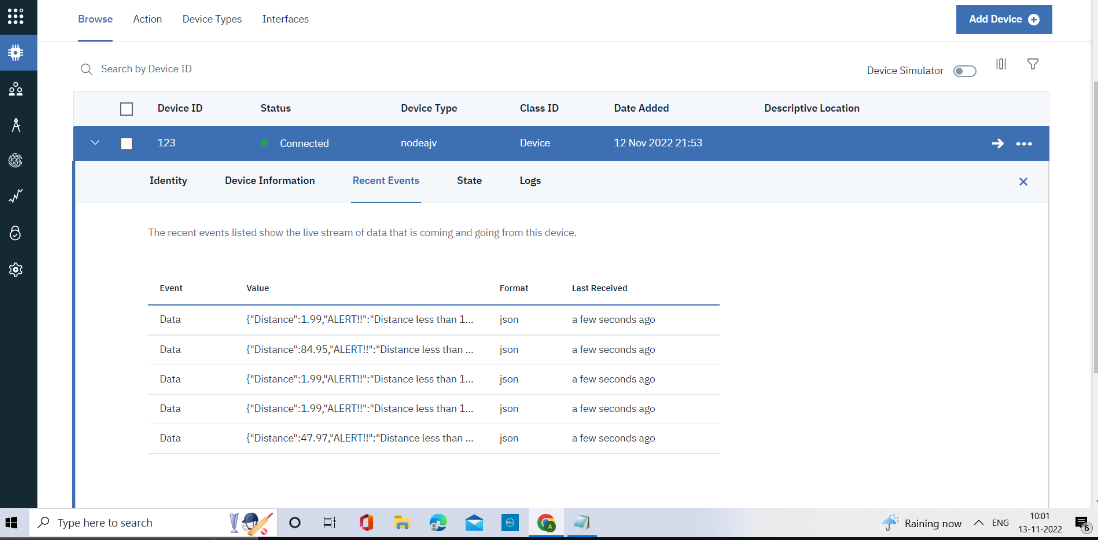 Browse Action Device Types Interfaces Add Device
Search by Device ID Device Simulator
Device ID Status Device Type Class ID Date Added Descriptive Location
123 Connected nodeajv Device 12 Nov 2022 21:53
Identity Device Information Recent Events State Logs
The recent events listed show the live stream of data that is coming and going from this device.
Event Value Format Last Received
Data {"Distance":1.99,"ALERT!!":"Distance less than 1... json a few seconds ago
Data {"Distance":84.95,"ALERT!!":"Distance less than ... json a few seconds ago
Data {"Distance":1.99,"ALERT!!":"Distance less than 1... json a few seconds ago
Data {"Distance":1.99,"ALERT!!":"Distance less than 1... json a few seconds ago
Data {"Distance":47.97,"ALERT!!":"Distance less than ... json a few seconds ago
Type here to search Raining now ENG 10:01
13-11-2022 6